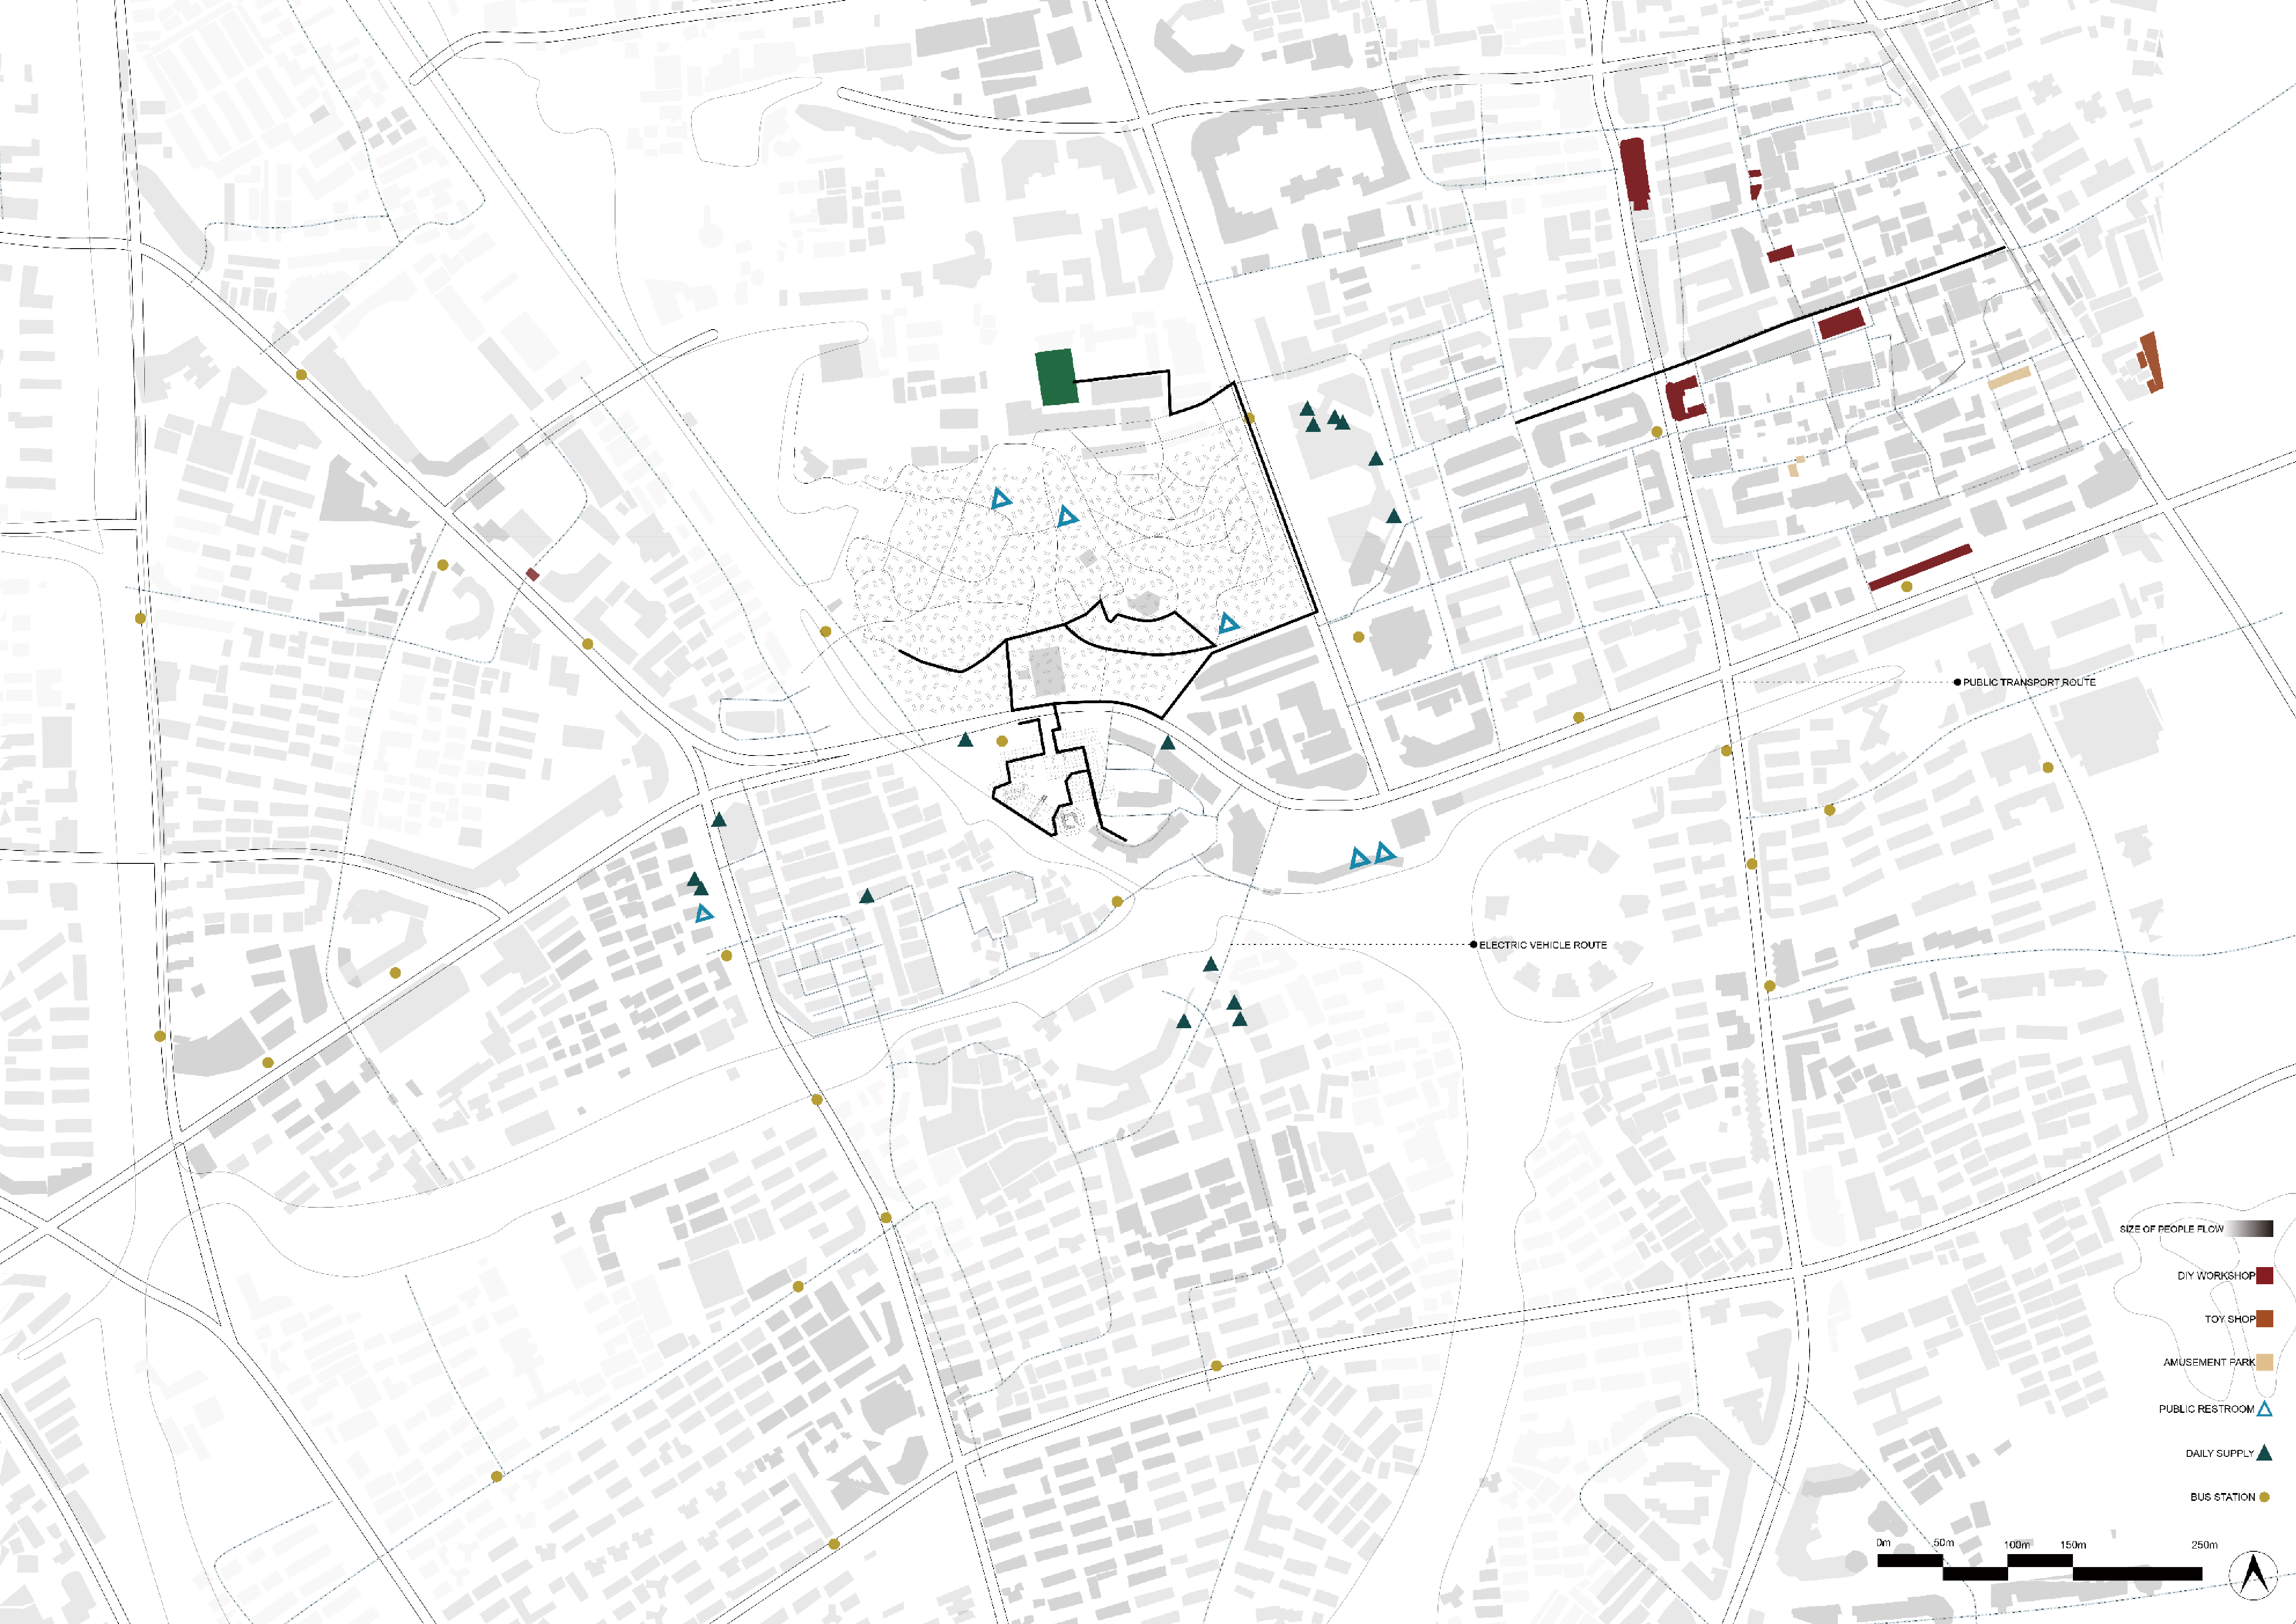 PUBLIC TRANSPORT ROUTE
ELECTRIC VEHICLE ROUTE
SIZE OF PEOPLE FLOW
DIY WORKSHOP
TOY SHOP
AMUSEMENT PARK
PUBLIC RESTROOM
DAILY SUPPLY
BUS STATION
0m 50m 100m 150m 250m